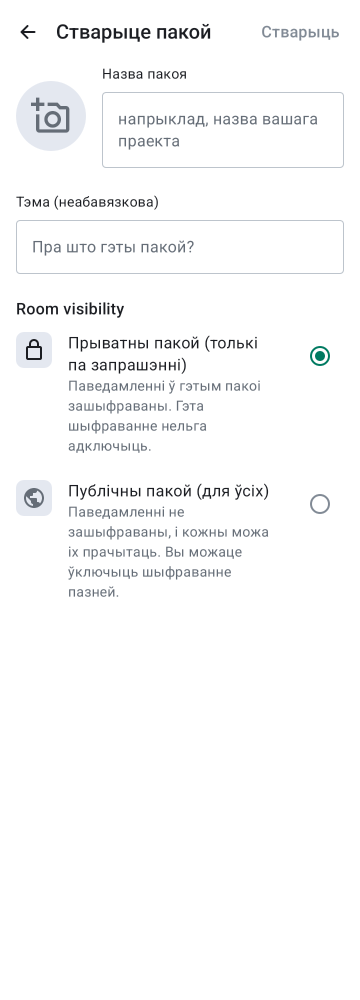 Стварыце пакой
Стварыць
Назва пакоя
напрыклад, назва вашага
праекта
Тэма (неабавязкова)
Пра што гэты пакой?
Room visibility
Прыватны пакой (толькі
па запрашэнні)
Паведамленні ў гэтым пакоі
зашыфраваны. Гэта
шыфраванне нельга
адключыць.
Публічны пакой (для ўсіх)
Паведамленні не
зашыфраваны, і кожны можа
іх прачытаць. Вы можаце
ўключыць шыфраванне
пазней.